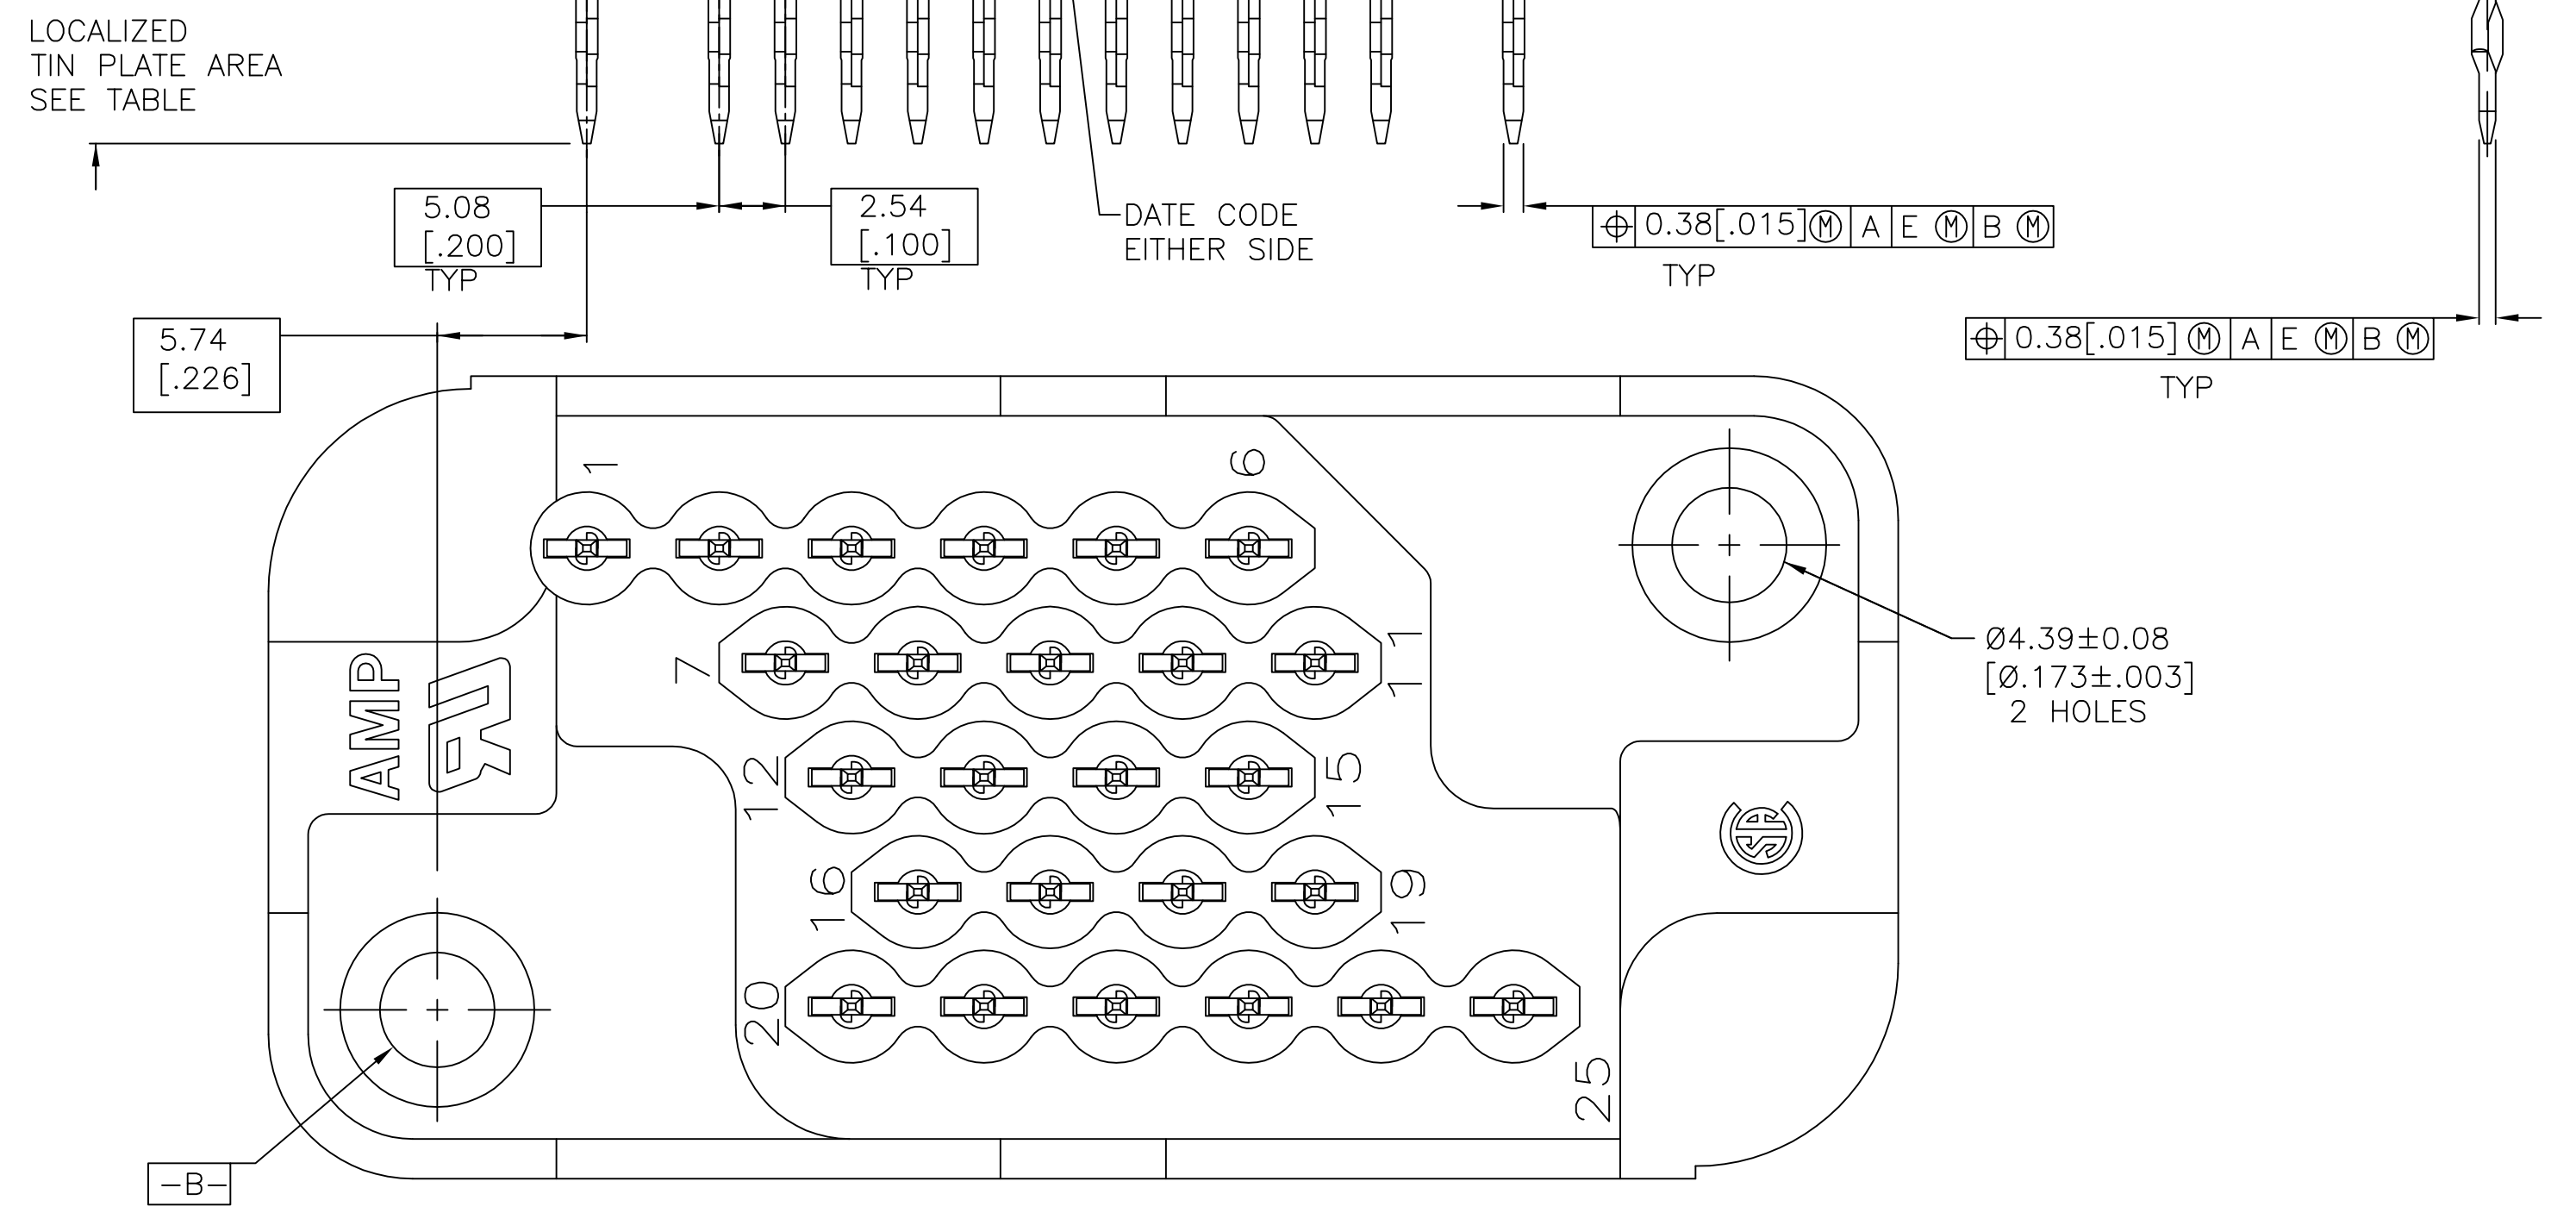 LOCALIZED
TIN PLATE AREA
SEE TABLE
5.08
[.200]
TYP
2.54
[.100]
TYP
DATE CODE
EITHER SIDE
⌖ 0.38[.015]Ⓜ A E Ⓜ B Ⓜ
TYP
5.74
[.226]
⌖ 0.38[.015]Ⓜ A E Ⓜ B Ⓜ
TYP
1
6
7
11
AMP
Ø4.39±0.08
[Ø.173±.003]
2 HOLES
12
15
16
19
20
25
-B-